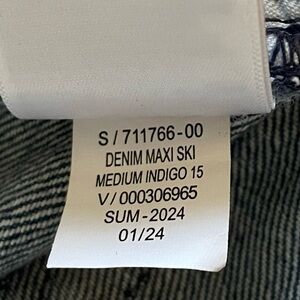 S/711766-00
DENIM MAXI SKI
MEDIUM INDIGO 15
V/000306965
SUM-2024
01/24